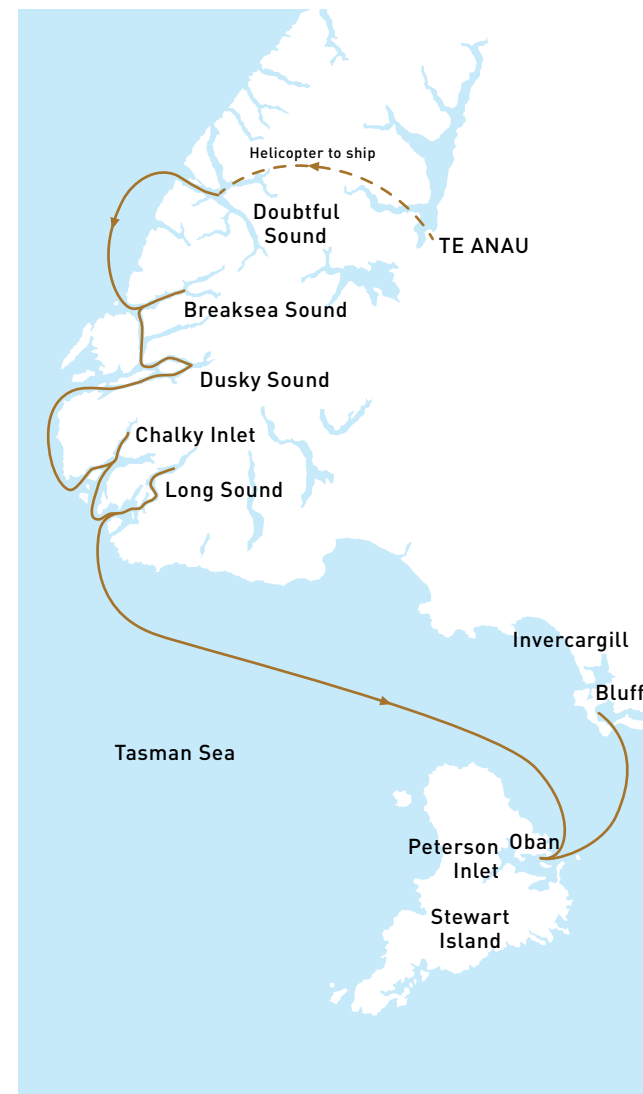 Helicopter to ship
Doubtful
Sound
TE ANAU
Breaksea Sound
Dusky Sound
Chalky Inlet
Long Sound
Invercargill
Bluff
Tasman Sea
Oban
Peterson
Inlet
Stewart
Island